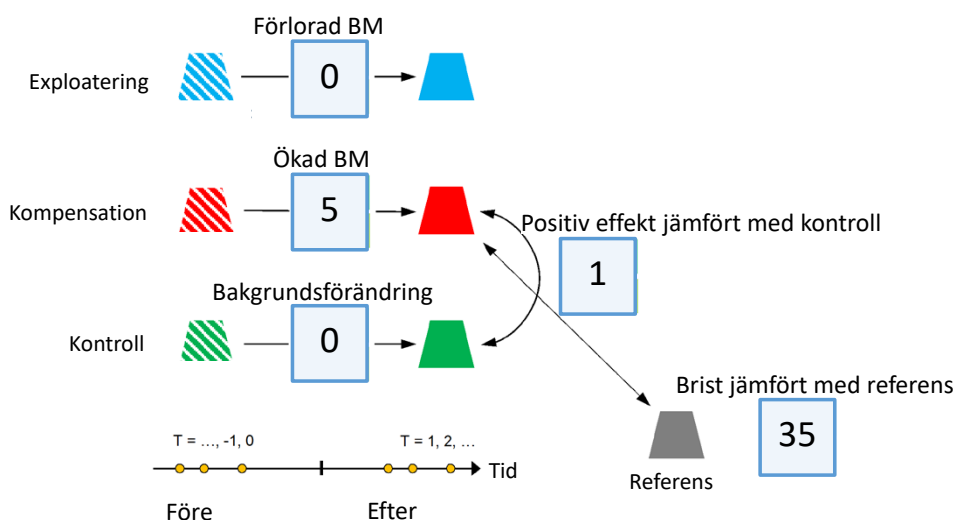 Förlorad BM
Exploatering
0
Ökad BM
Kompensation
5
Positiv effekt jämfört med kontroll
1
Bakgrundsförändring
Kontroll
0
Brist jämfört med referens
35
Referens
T = ..., -1, 0
T = 1, 2, ...
Tid
Före
Efter